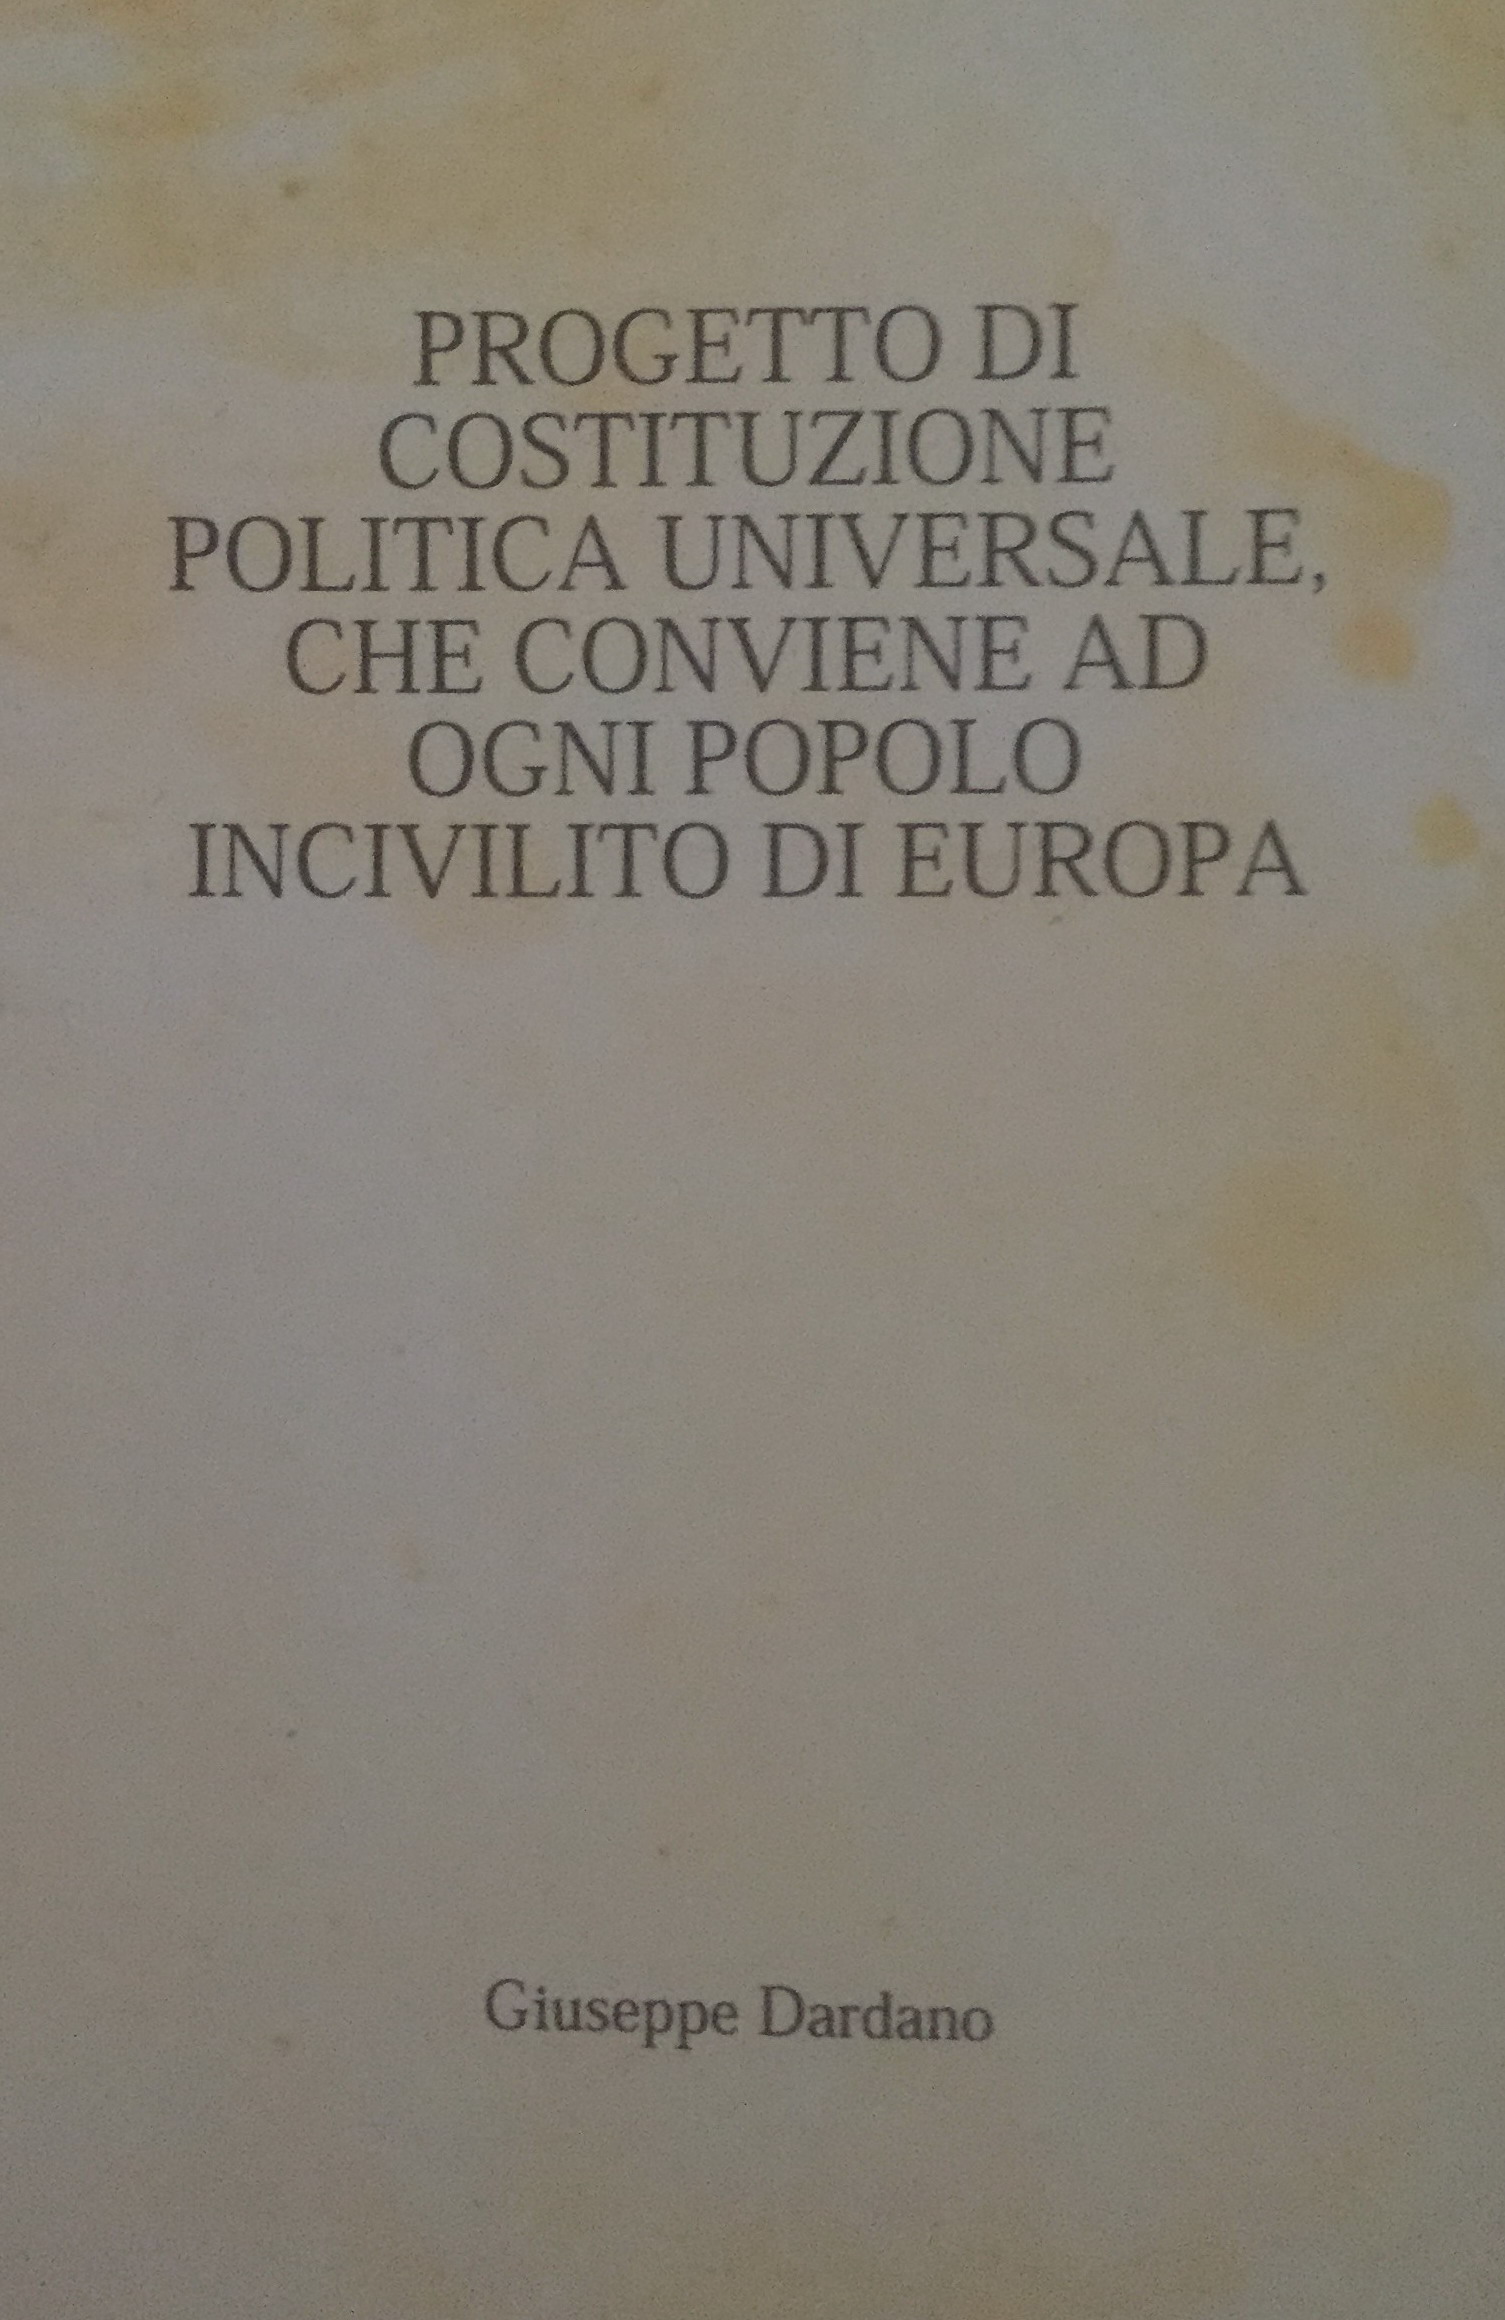 PROGETTO DI
COSTITUZIONE
POLITICA UNIVERSALE,
CHE CONVIENE AD
OGNI POPOLO
INCIVILITO DI EUROPA
Giuseppe Dardano